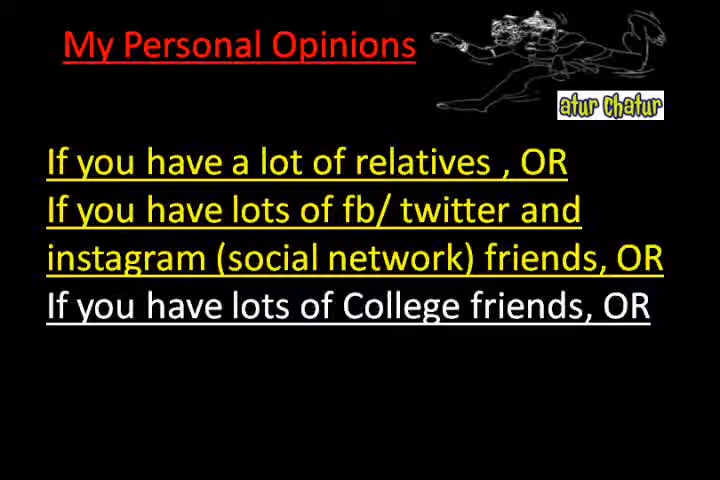 My Personal Opinions
atur chatur
If you have a lot of relatives , OR
If you have lots of fb/ twitter and
instagram (social network) friends, OR
If you have lots of College friends, OR